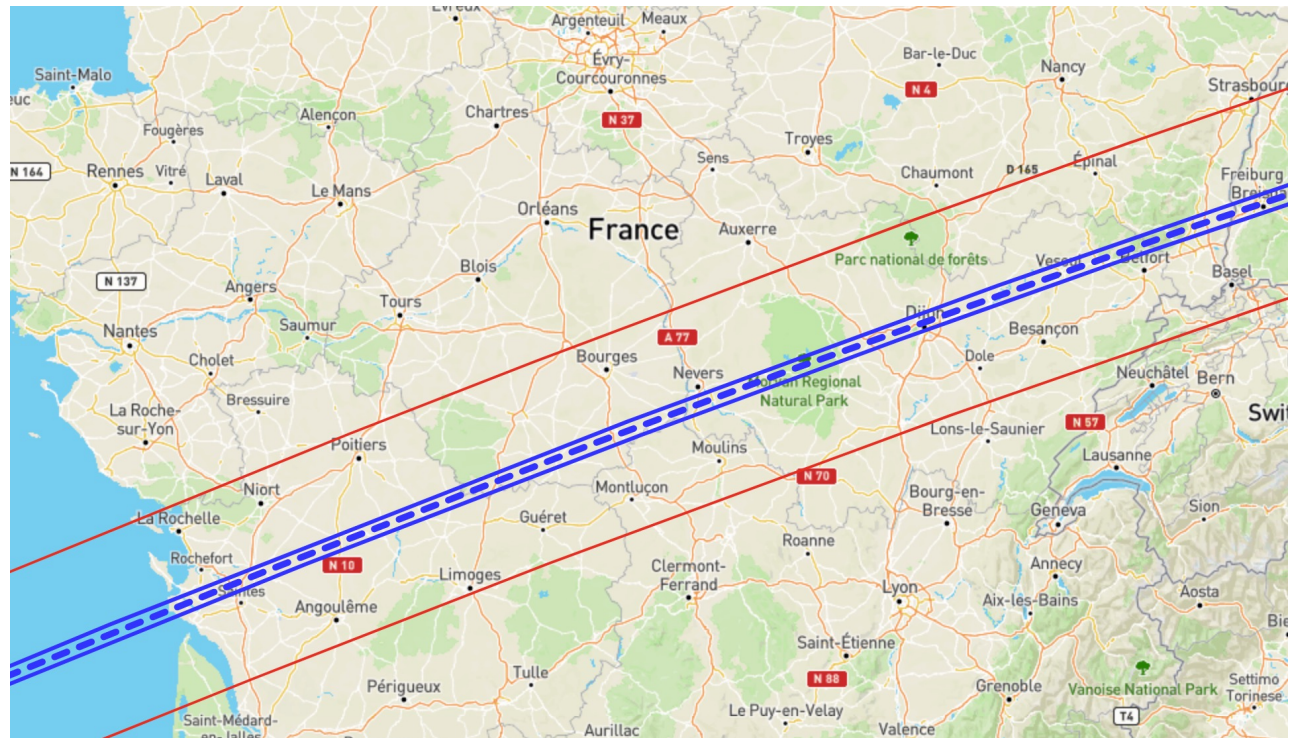 Évreux
Argenteuil
Meaux
Saint-Malo
Évry-
Courcouronnes
Bar-le-Duc
Nancy
Strasbourg
euc
N 4
Fougères
Alençon
Chartres
N 37
Troyes
N 164
Rennes
Vitré
Laval
Le Mans
Sens
Chaumont
D 165
Épinal
Freiburg
Orléans
France
Auxerre
Parc national de forêts
Vesoul
Belfort
Basel
Blois
N 137
Angers
Tours
Saumur
Nantes
A 77
Dijon
Besançon
Cholet
Bourges
Dole
Nevers
Morvan Regional
Natural Park
Neuchâtel
Bern
Bressuire
La Roche-
sur-Yon
Poitiers
Moulins
Lons-le-Saunier
N 57
Swit
Lausanne
N 70
Niort
Montluçon
Bourg-en-
Bresse
Geneva
Sion
La Rochelle
Guéret
Rochefort
N 10
Roanne
Limoges
Clermont-
Ferrand
Annecy
Saintes
Angoulême
Lyon
Aix-les-Bains
Aosta
Bie
Saint-Étienne
Tulle
N 88
Périgueux
Grenoble
Vanoise National Park
Settimo
Torinese
Saint-Médard-
en-Jalles
Le Puy-en-Velay
T4
Aurillac
Valence